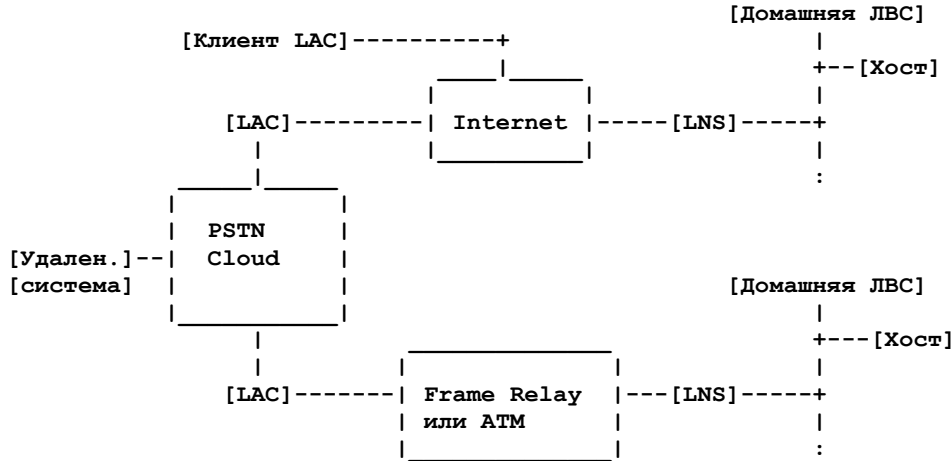 [Домашняя ЛВС]
[Клиент LAC]
[Хост]
[LAC] Internet [LNS]
PSTN
[Удален.] Cloud
[система] [Домашняя ЛВС]
[Хост]
[LAC] Frame Relay [LNS]
или ATM